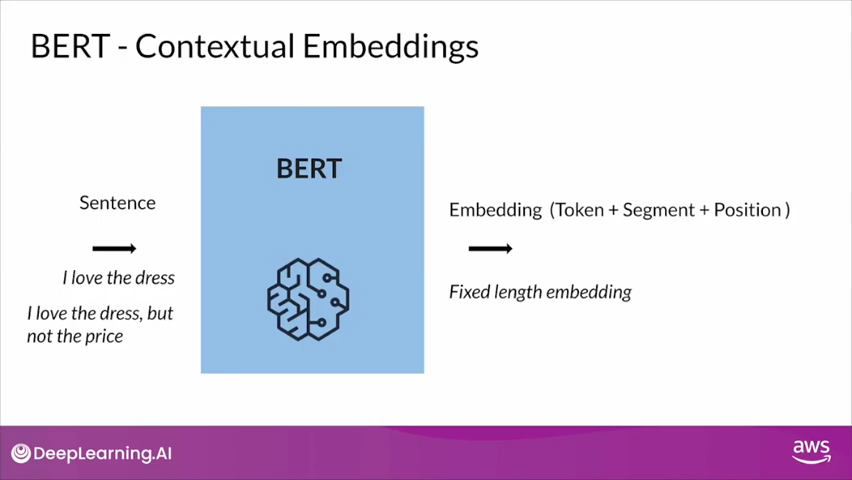 BERT - Contextual Embeddings
BERT
Sentence
I love the dress
I love the dress, but
not the price
Embedding (Token + Segment + Position )
Fixed length embedding
DeepLearning.AI
aws